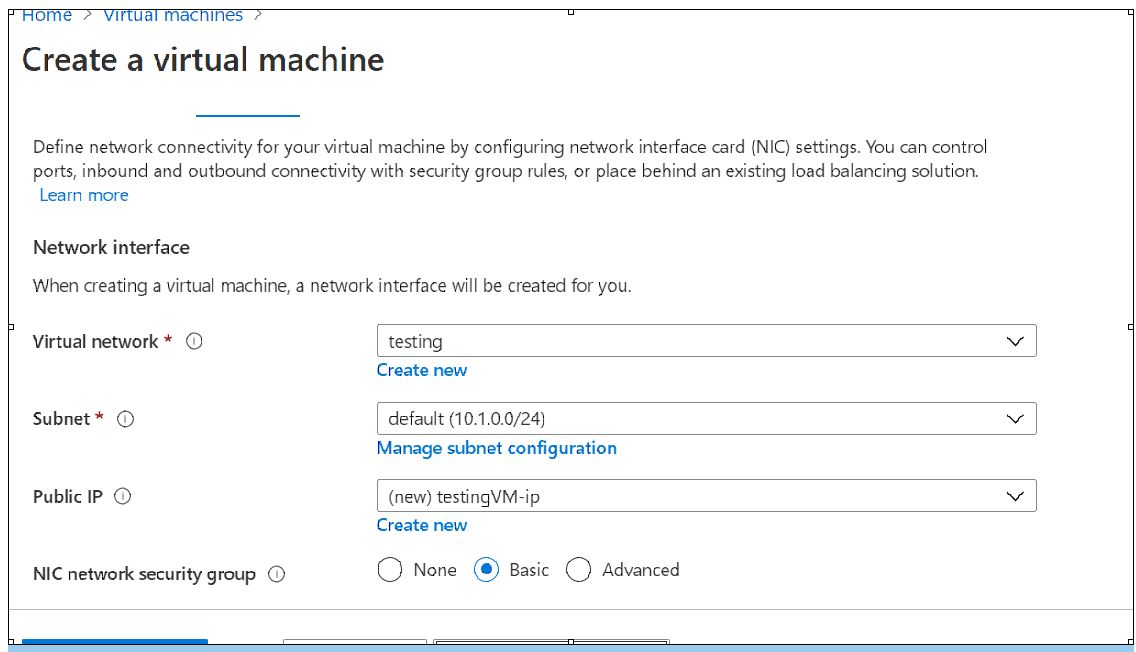 Home > Virtual machines >
Create a virtual machine
Define network connectivity for your virtual machine by configuring network interface card (NIC) settings. You can control
ports, inbound and outbound connectivity with security group rules, or place behind an existing load balancing solution.
Learn more
Network interface
When creating a virtual machine, a network interface will be created for you.
Virtual network * testing
Create new
Subnet * default (10.1.0.0/24)
Manage subnet configuration
Public IP (new) testingVM-ip
Create new
NIC network security group None Basic Advanced